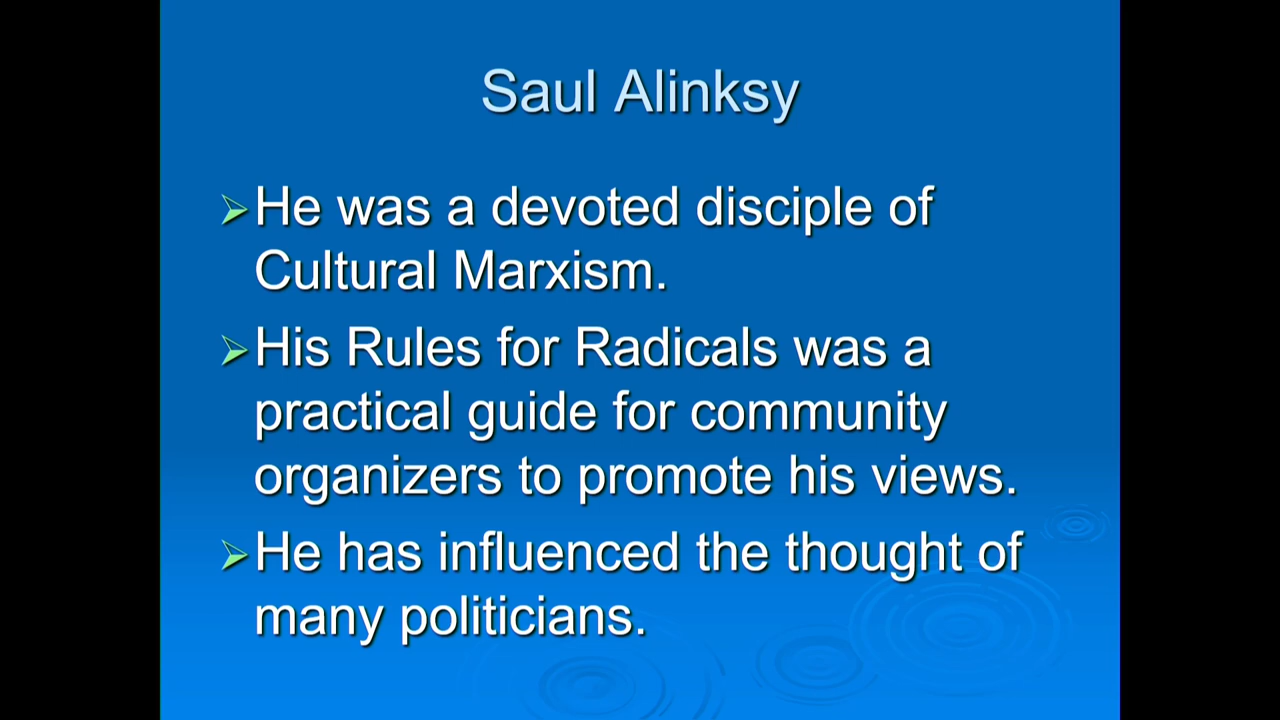 Saul Alinksy
He was a devoted disciple of
Cultural Marxism.
His Rules for Radicals was a
practical guide for community
organizers to promote his views.
He has influenced the thought of
many politicians.